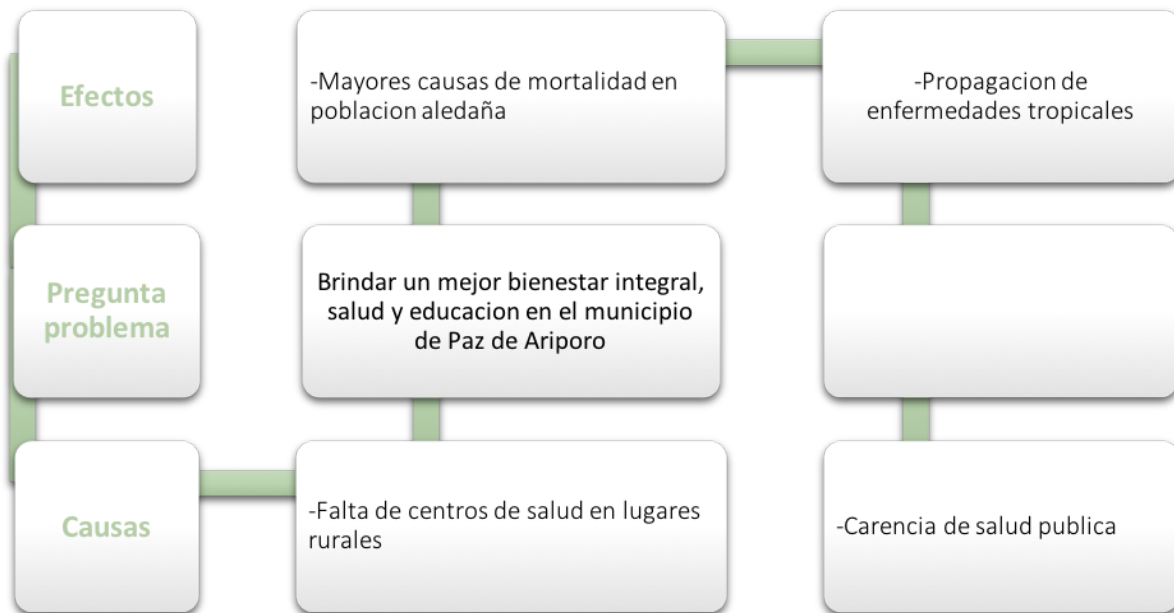 Efectos
-Mayores causas de mortalidad en
poblacion aledaña
-Propagacion de
enfermedades tropicales
Pregunta
problema
Brindar un mejor bienestar integral,
salud y educacion en el municipio
de Paz de Ariporo
Causas
-Falta de centros de salud en lugares
rurales
-Carencia de salud publica